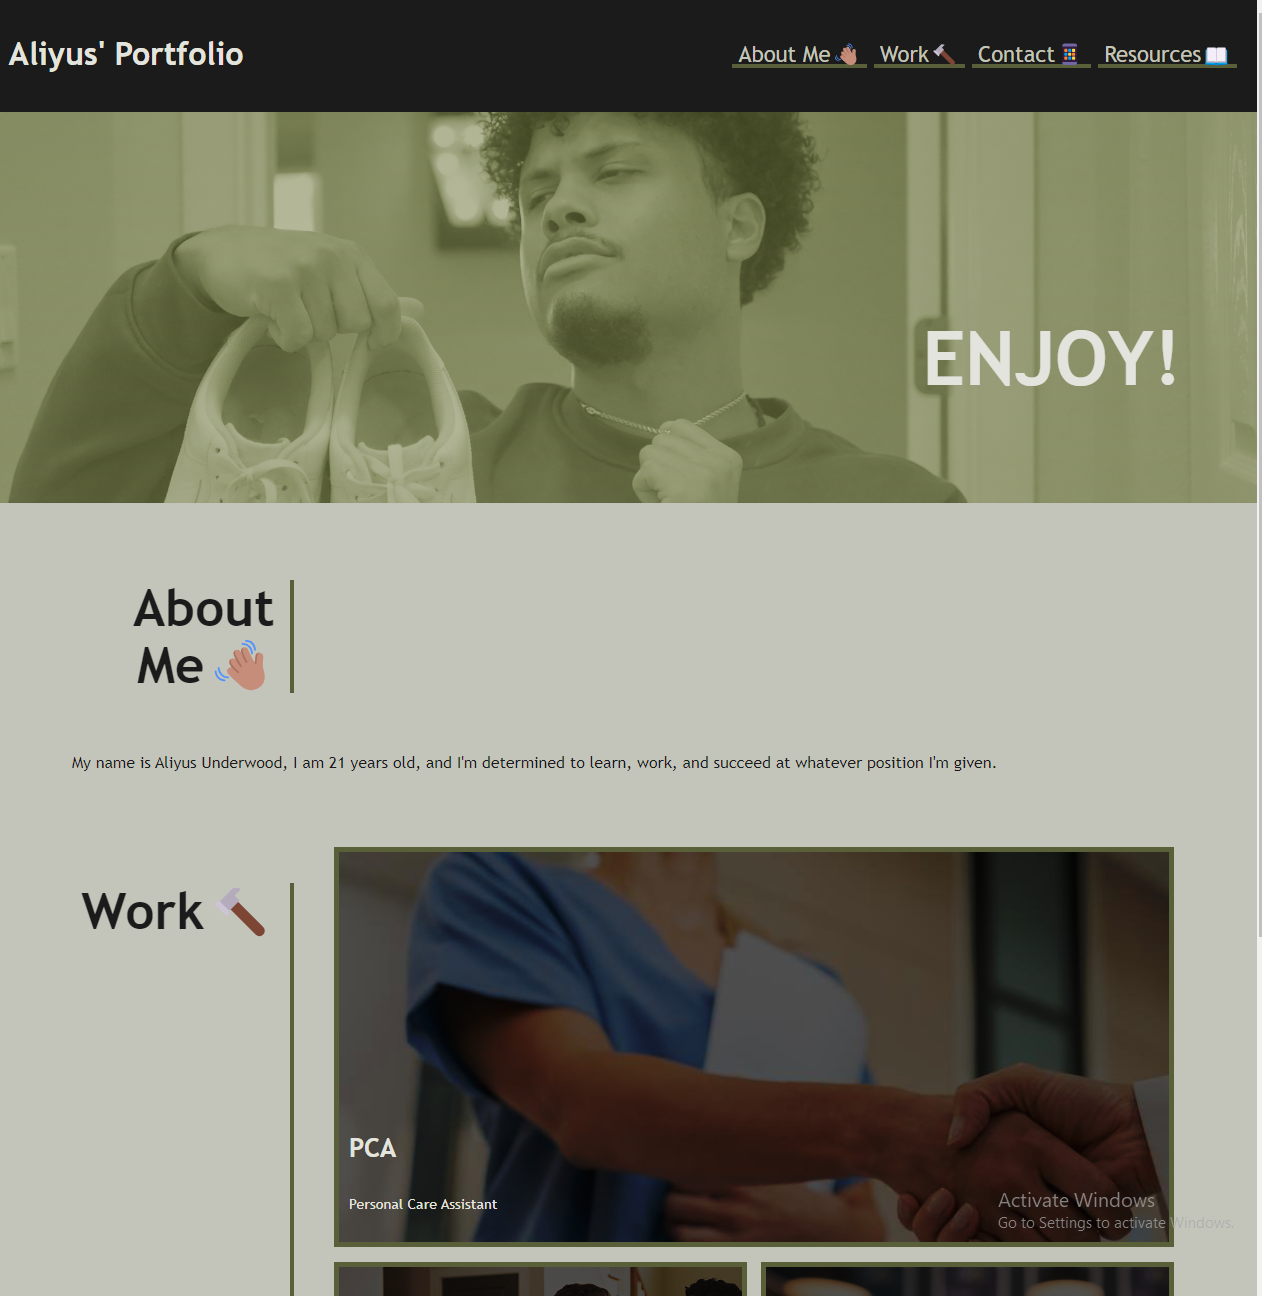 Aliyus' Portfolio
About Me👋🏽 Work🔨 Contact📱 Resources📖
ENJOY!
About
Me 👋🏽
My name is Aliyus Underwood, I am 21 years old, and I'm determined to learn, work, and succeed at whatever position I'm given.
Work 🔨
PCA
Personal Care Assistant
Activate Windows
Go to Settings to activate Windows.